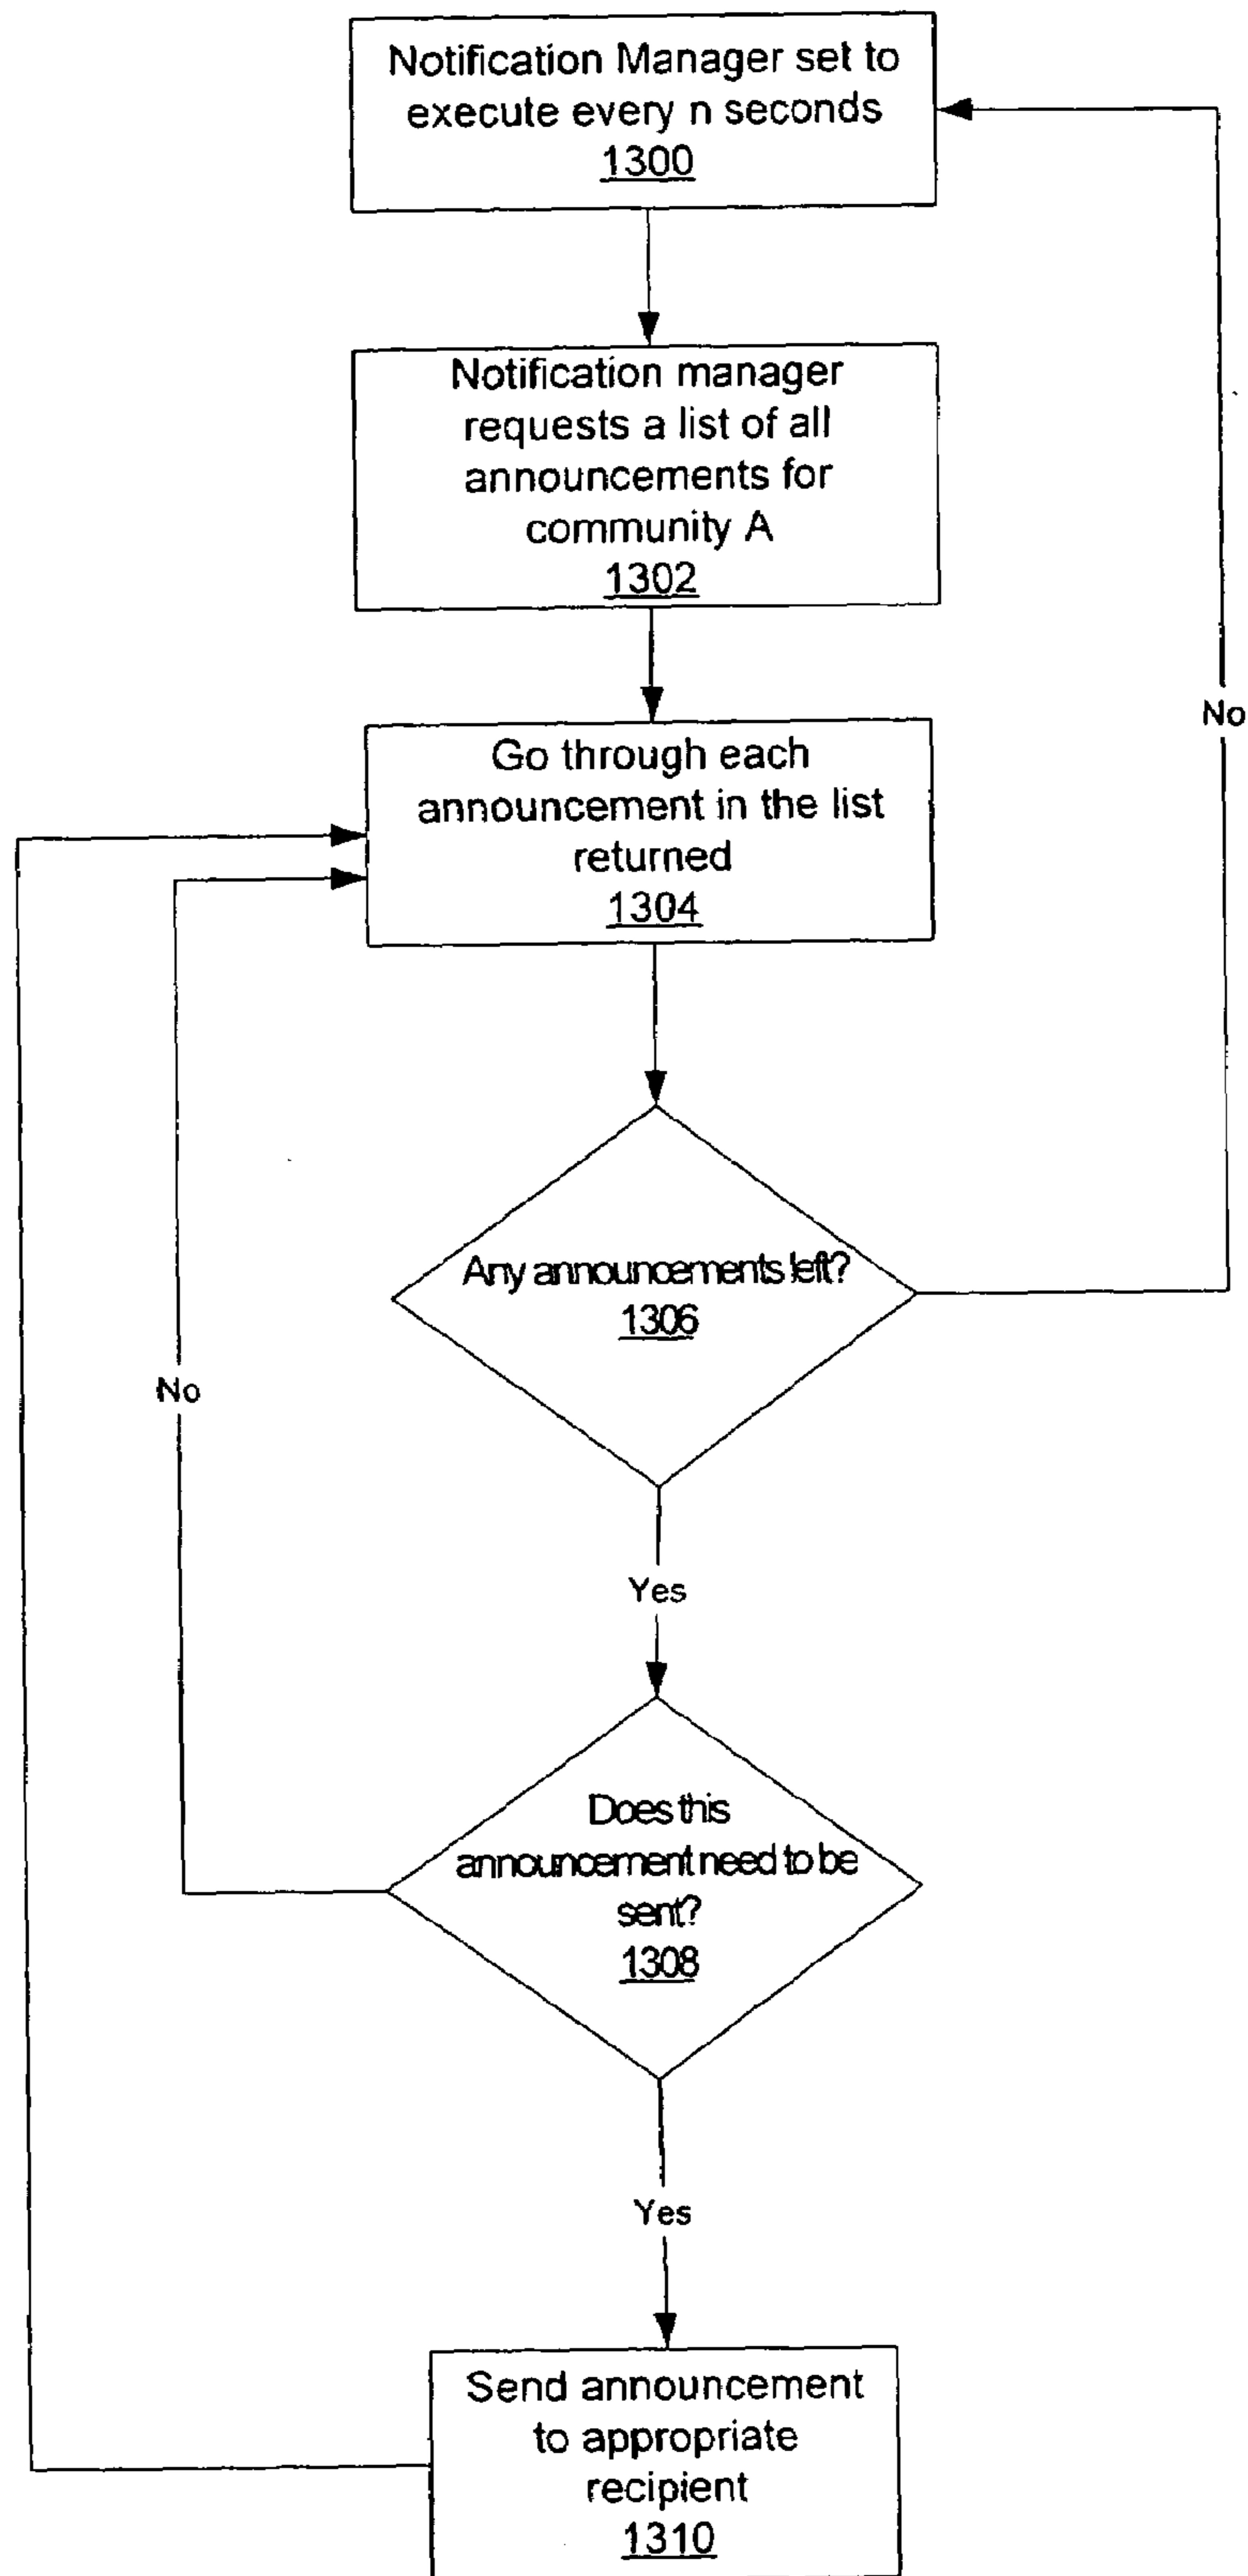 Notification Manager set to
execute every n seconds
1300
Notification manager
requests a list of all
announcements for
community A
1302
No
Go through each
announcement in the list
returned
1304
Any announcements left?
1306
No
Yes
Does this
announcement need to be
sent?
1308
Yes
Send announcement
to appropriate
recipient
1310